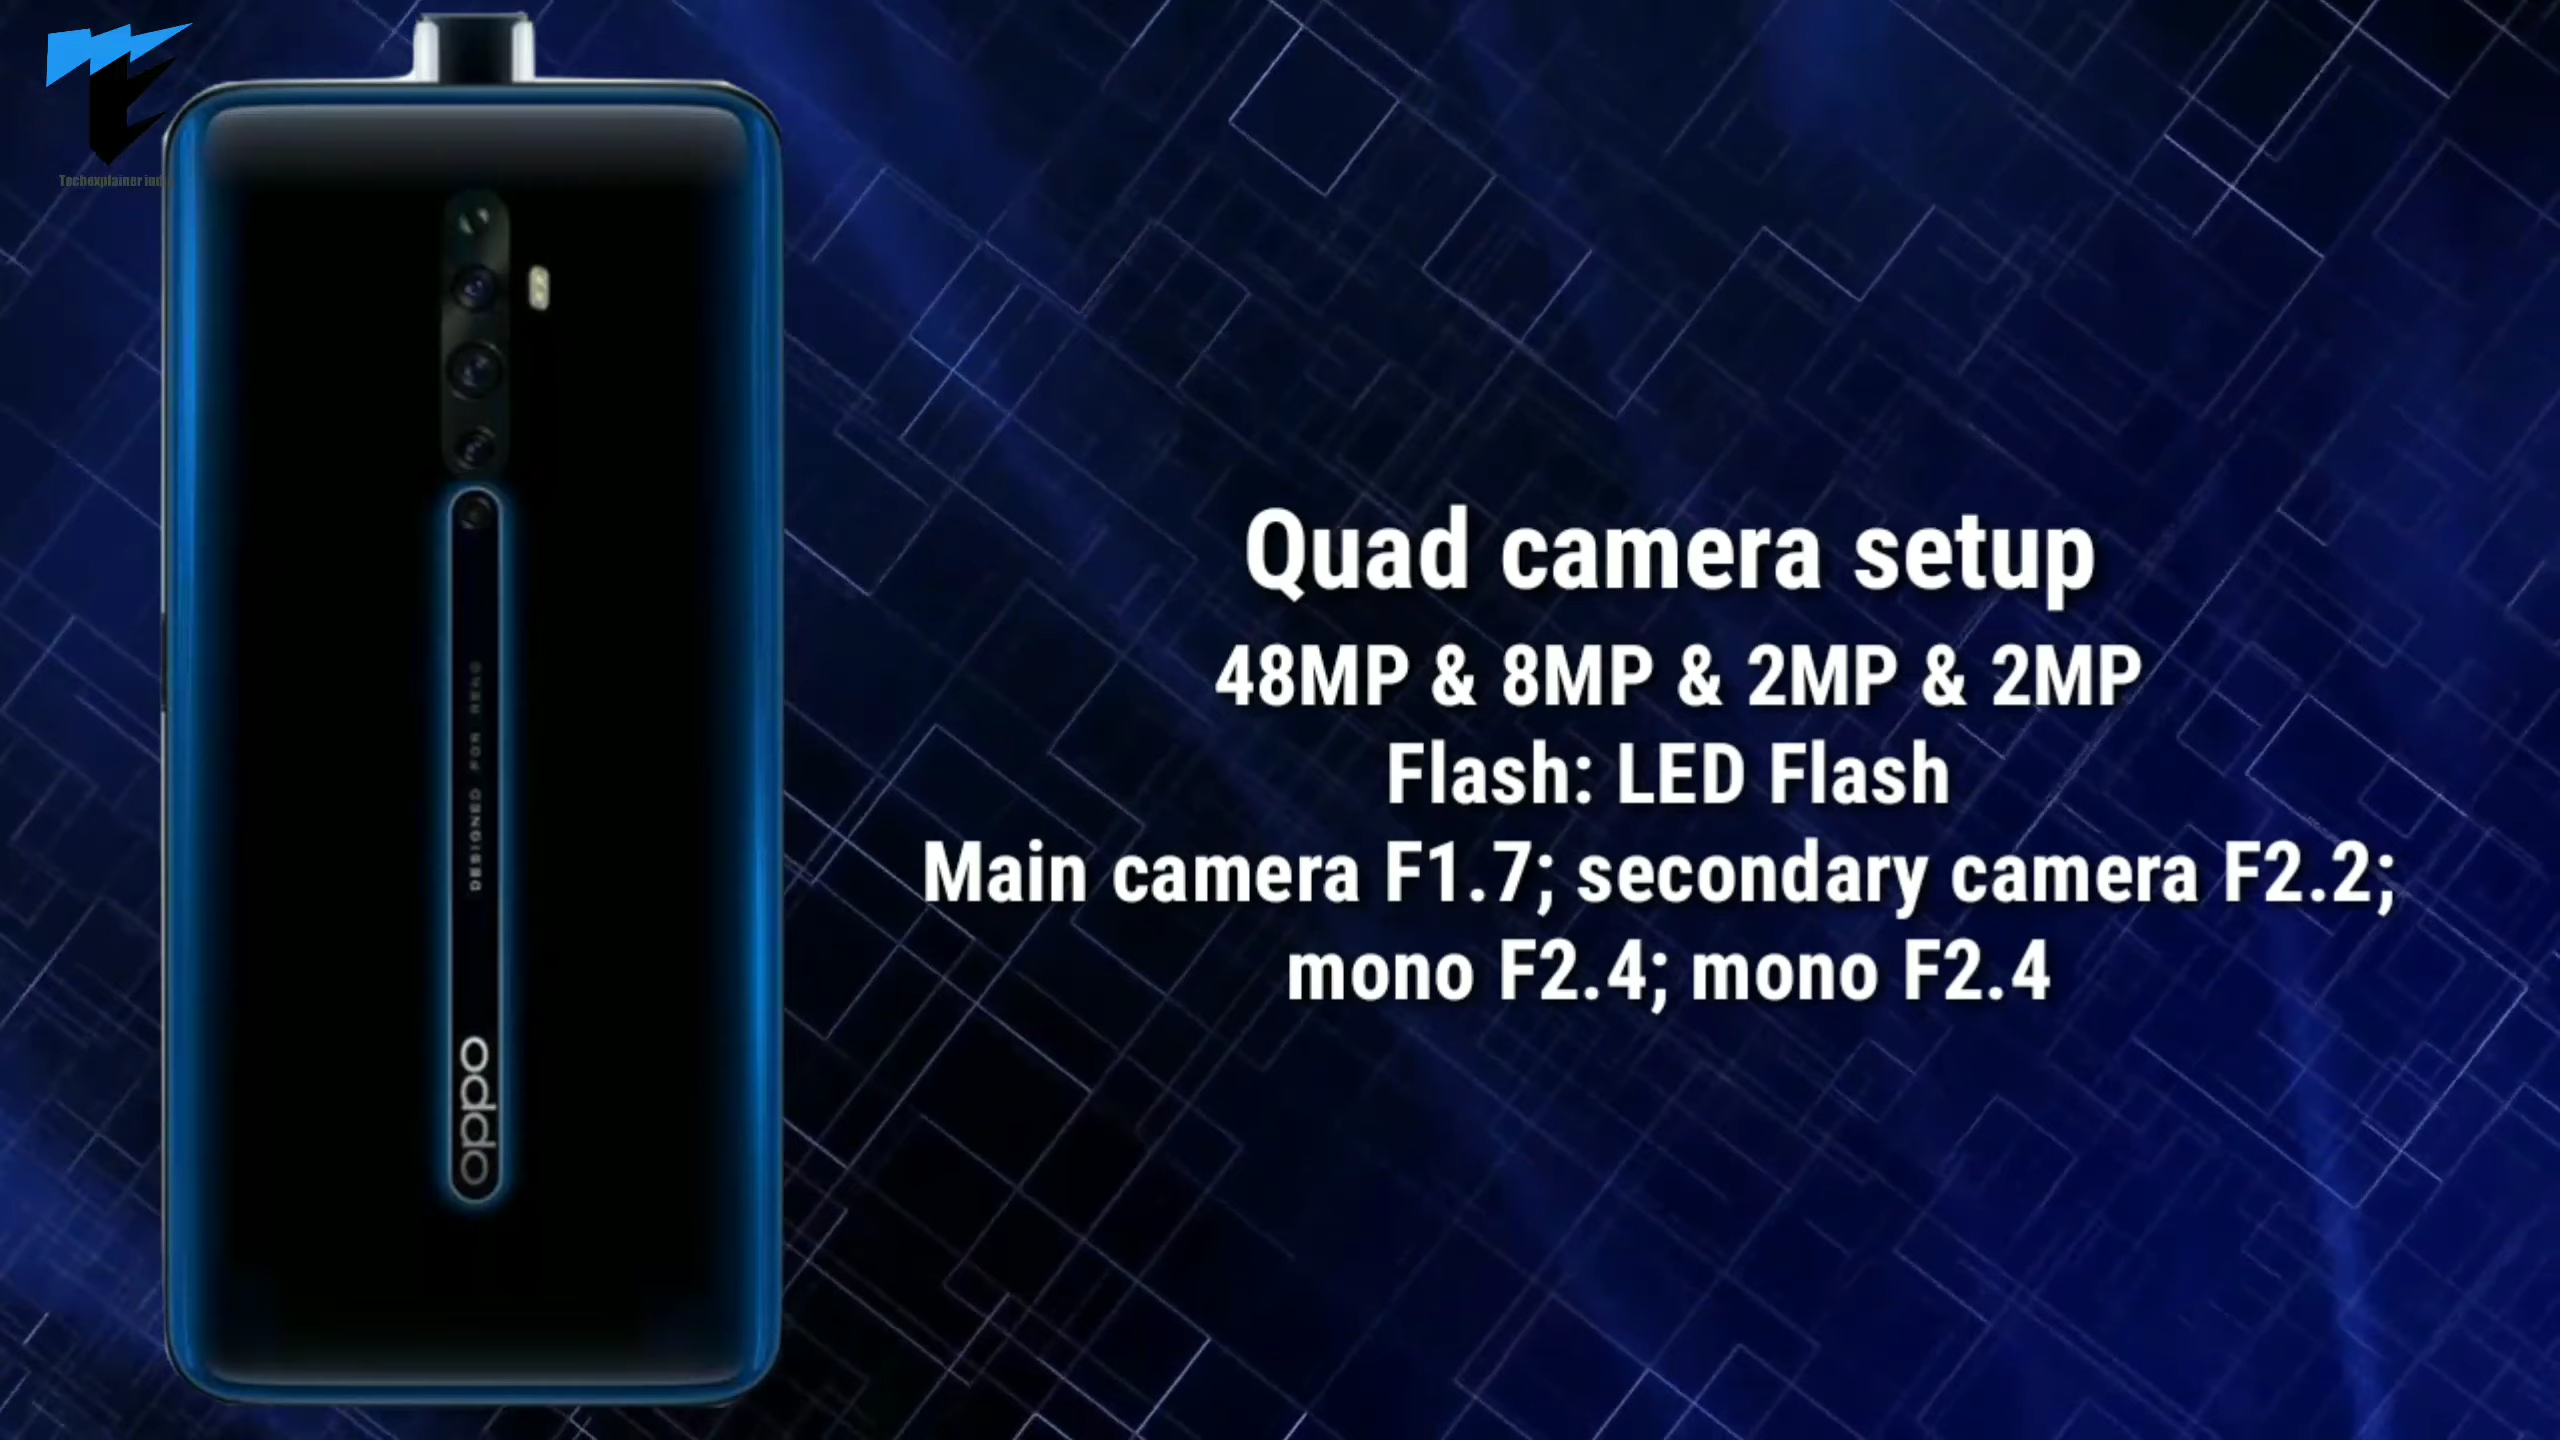 Techexplainer
Quad camera setup
48MP & 8MP & 2MP & 2MP
Flash: LED Flash
Main camera F1.7; secondary camera F2.2;
mono F2.4; mono F2.4
DESIGNED FOR RENO
oppo